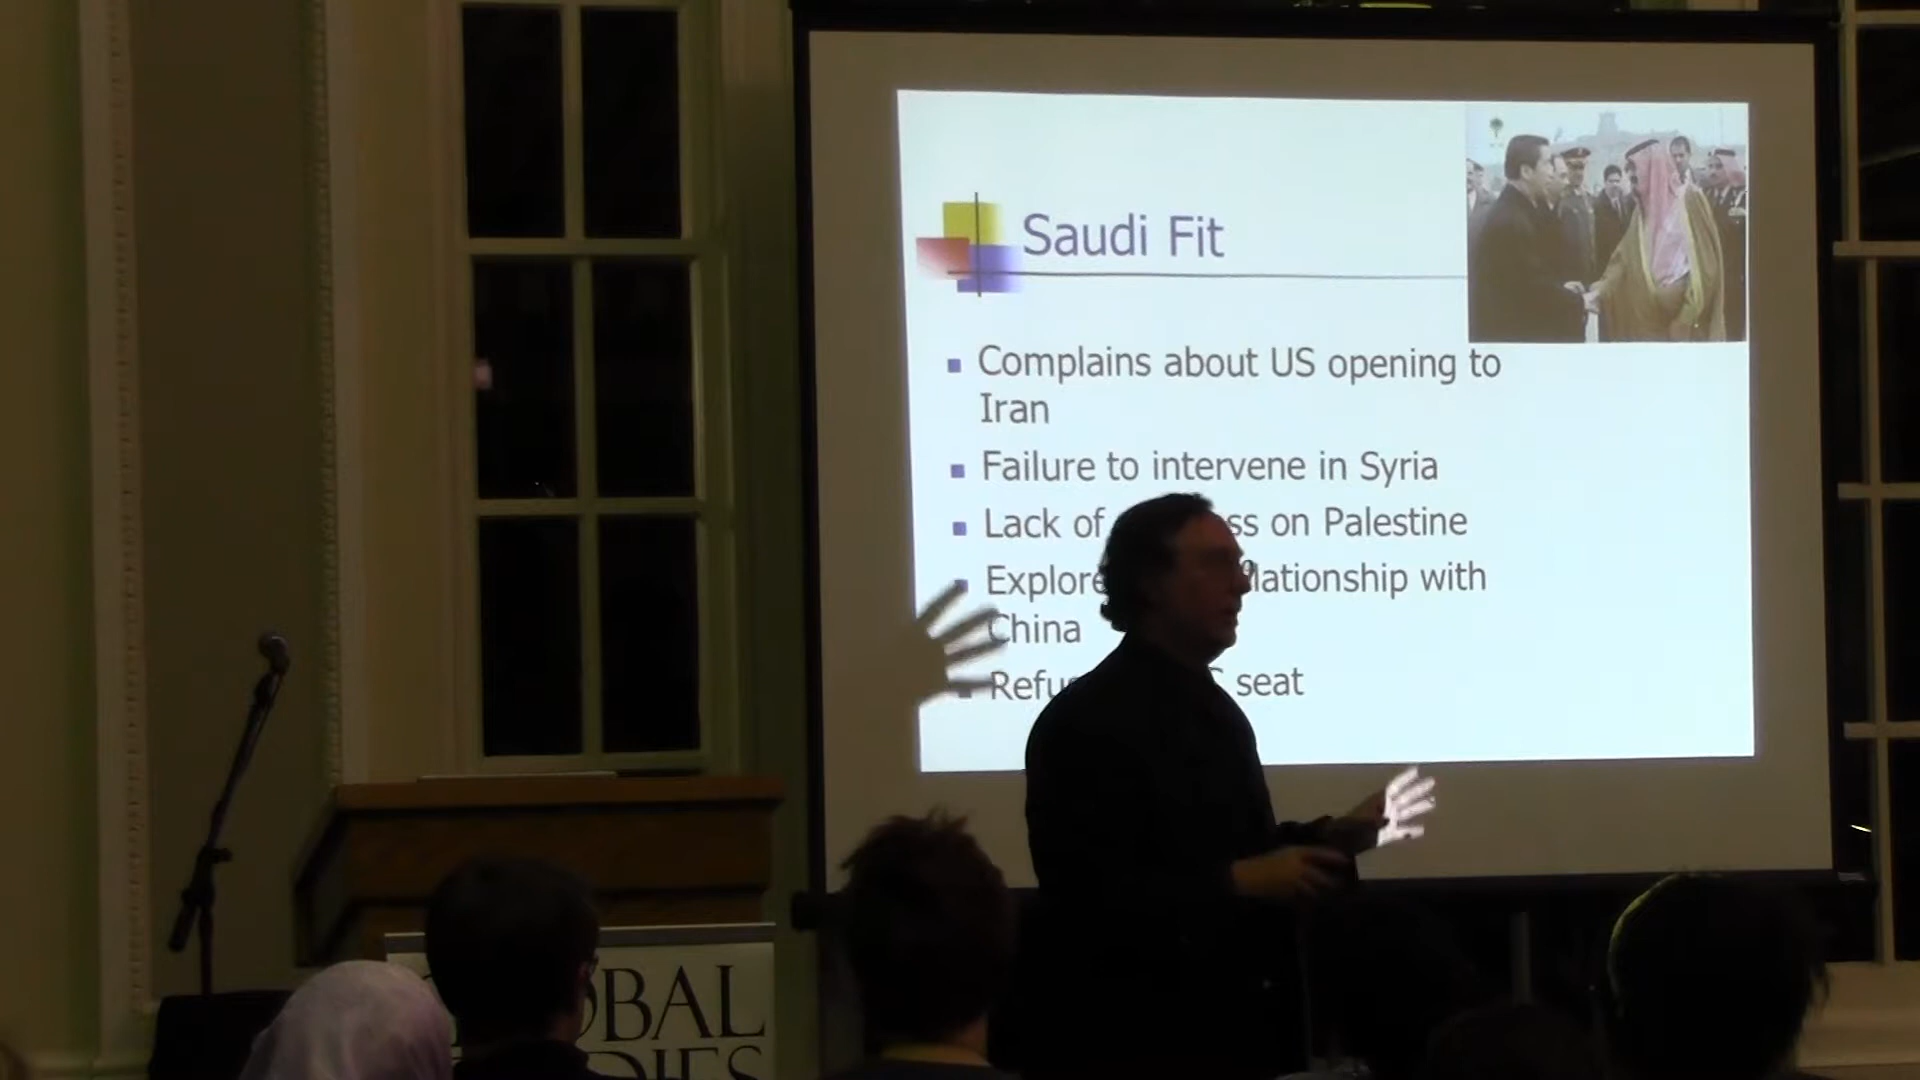 Saudi Fit
Complains about US opening to
Iran
Failure to intervene in Syria
Lack of ss on Palestine
Explore lationship with
China
Refu seat
OBAL
DIES